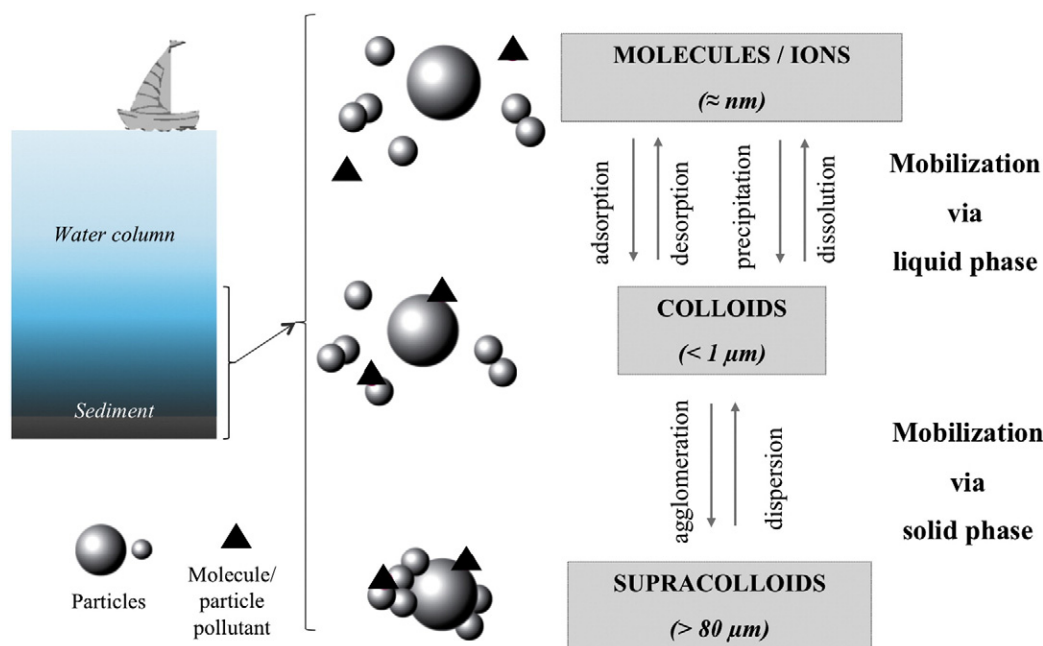 MOLECULES / IONS
(≈ nm)
Water column
adsorption
desorption
precipitation
dissolution
Mobilization
via
liquid phase
COLLOIDS
(< 1 μm)
Sediment
agglomeration
dispersion
Mobilization
via
solid phase
Particles
Molecule/
particle
pollutant
SUPRACOLLOIDS
(> 80 μm)